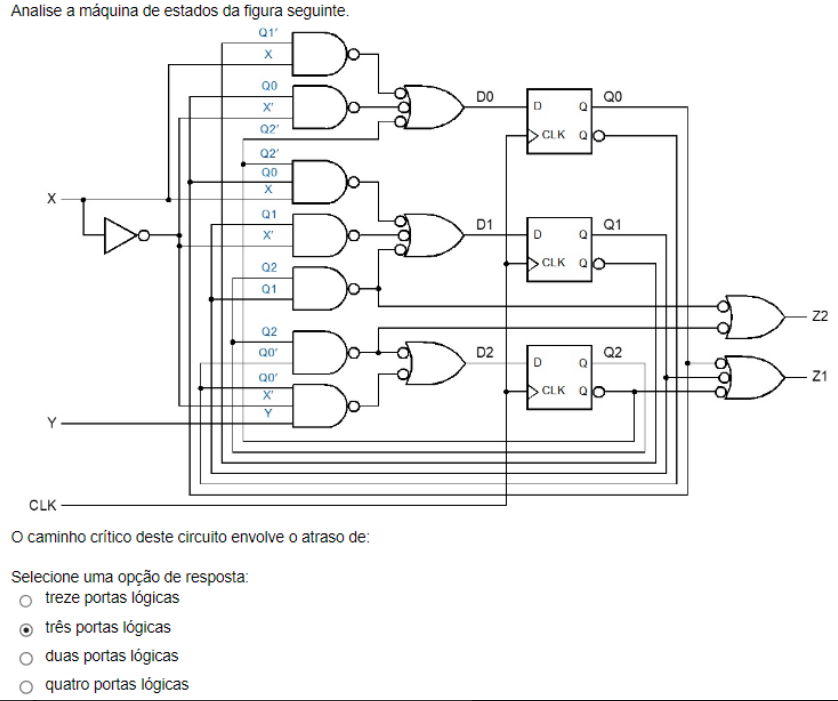 Analise a máquina de estados da figura seguinte.
Q1'
X
Q0
X'
Q2'
D0
D Q
CLK Q
Q0
Q2'
Q0
X
X
Q1
X'
D1
D Q
CLK Q
Q1
Q2
Q1
Z2
Q2
Q0'
D2
D Q
CLK Q
Q2
Z1
Q0'
X'
Y
Y
CLK
O caminho crítico deste circuito envolve o atraso de:
Selecione uma opção de resposta:
treze portas lógicas
três portas lógicas
duas portas lógicas
quatro portas lógicas